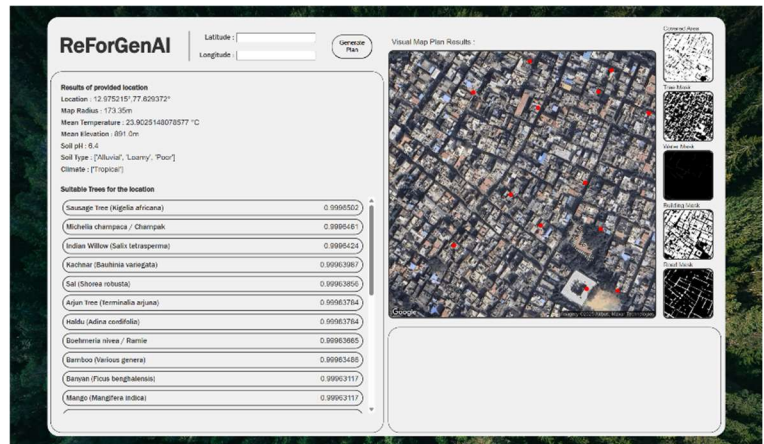 ReForGenAI
Latitude :
Longitude :
Generate
Plan
Results of provided location
Location : 12.975215°,77.629372°
Map Radius : 173.35m
Mean Temperature : 23.9025148078577 °C
Mean Elevation : 891.0m
Soil pH : 6.4
Soil Type : ['Alluvial', 'Loamy', 'Poor']
Climate : ['Tropical']
Suitable Trees for the location
Sausage Tree (Kigelia africana) 0.9996502
Michelia champaca / Champak 0.9996461
Indian Willow (Salix tetrasperma) 0.9996424
Kachnar (Bauhinia variegata) 0.99963987
Sal (Shorea robusta) 0.99963856
Arjun Tree (Terminalia arjuna) 0.99963784
Haldu (Adina cordifolia) 0.99963784
Boehmeria nivea / Ramie 0.99963665
Bamboo (Various genera) 0.99963486
Banyan (Ficus benghalensis) 0.99963117
Mango (Mangifera indica) 0.99963117
Visual Map Plan Results :
Google
Covered Area
Tree Mask
Water Mask
Building Mask
Road Mask